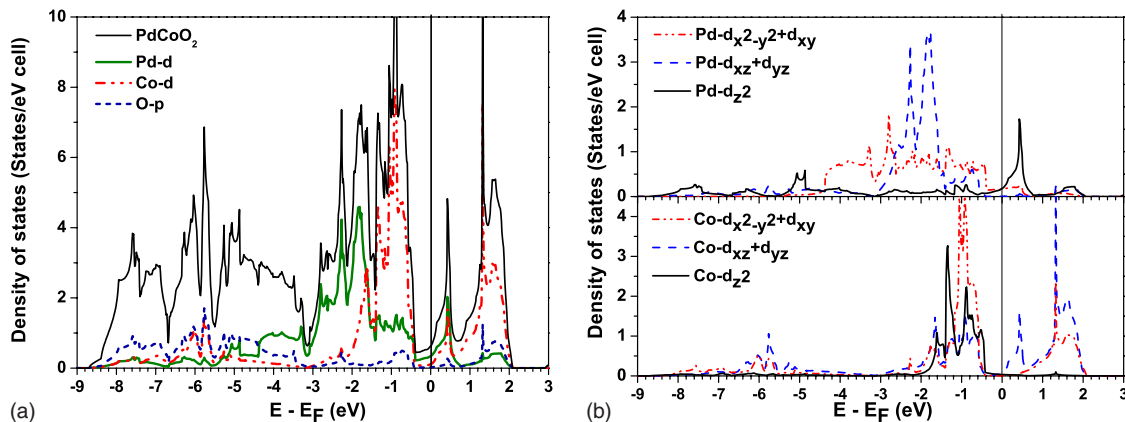 Density of States (States/eV cell)
10
8
6
4
2
0
PdCoO₂
Pd-d
Co-d
O-p
-9 -8 -7 -6 -5 -4 -3 -2 -1 0 1 2 3
E - E_F (eV)
(a)
Density of states (States/eV cell)
4
3
2
1
0
Pd-dx2-y2+dxy
Pd-dxz+dyz
Pd-dz2
4
3
2
1
0
Co-dx2-y2+dxy
Co-dxz+dyz
Co-dz2
-9 -8 -7 -6 -5 -4 -3 -2 -1 0 1 2 3
E - E_F (eV)
(b)